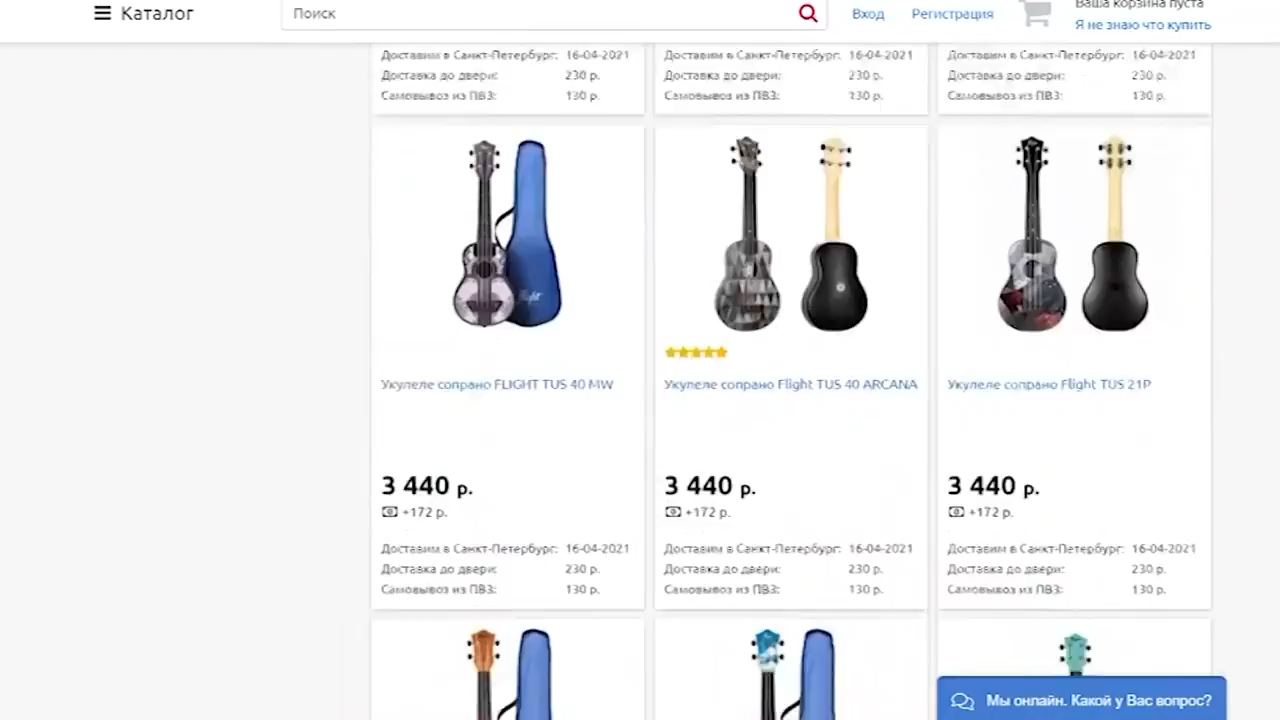 Каталог
Поиск
Вход
Регистрация
Ваша корзина пуста
Я не знаю что купить
Доставим в Санкт-Петербург: 16-04-2021
Доставка до двери: 230 р.
Самовывоз из ПВЗ: 130 р.
Доставим в Санкт-Петербург: 16-04-2021
Доставка до двери: 230 р.
Самовывоз из ПВЗ: 130 р.
Доставим в Санкт-Петербург: 16-04-2021
Доставка до двери: 230 р.
Самовывоз из ПВЗ: 130 р.
Укулеле сопрано FLIGHT TUS 40 MW
3 440 р.
+172 р.
Доставим в Санкт-Петербург: 16-04-2021
Доставка до двери: 230 р.
Самовывоз из ПВЗ: 130 р.
Укулеле сопрано Flight TUS 40 ARCANA
3 440 р.
+172 р.
Доставим в Санкт-Петербург: 16-04-2021
Доставка до двери: 230 р.
Самовывоз из ПВЗ: 130 р.
Укулеле сопрано Flight TUS 21P
3 440 р.
+172 р.
Доставим в Санкт-Петербург: 16-04-2021
Доставка до двери: 230 р.
Самовывоз из ПВЗ: 130 р.
Мы онлайн. Какой у Вас вопрос?